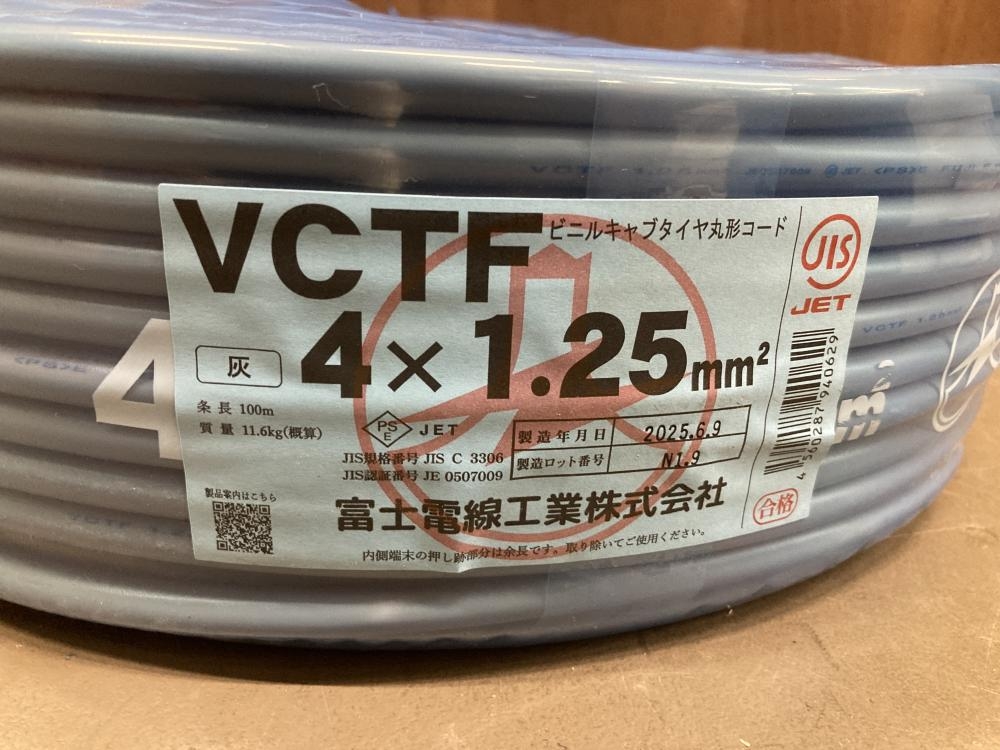 VCTF
ビニルキャブタイヤ丸形コード
JIS
JET
灰
4×1.25mm²
条長 100m
質量 11.6kg(概算)
PS
E
JET
製造年月日 2025.6.9
製造ロット番号 N1.9
JIS規格番号 JIS C 3306
JIS認証番号 JE 0507009
製品案内はこちら
富士電線工業株式会社
合格
内側端末の押し跡部分は余長です。取り除いてご使用ください。
4 560287 940629
4